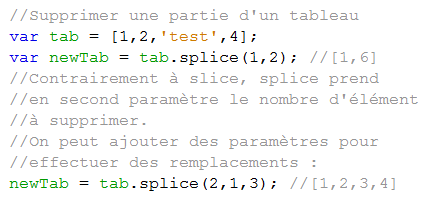 //Supprimer une partie d'un tableau
var tab = [1,2,'test',4];
var newTab = tab.splice(1,2); //[1,6]
//Contrairement à slice, splice prend
//en second paramètre le nombre d'élément
//à supprimer.
//On peut ajouter des paramètres pour
//effectuer des remplacements :
newTab = tab.splice(2,1,3); //[1,2,3,4]